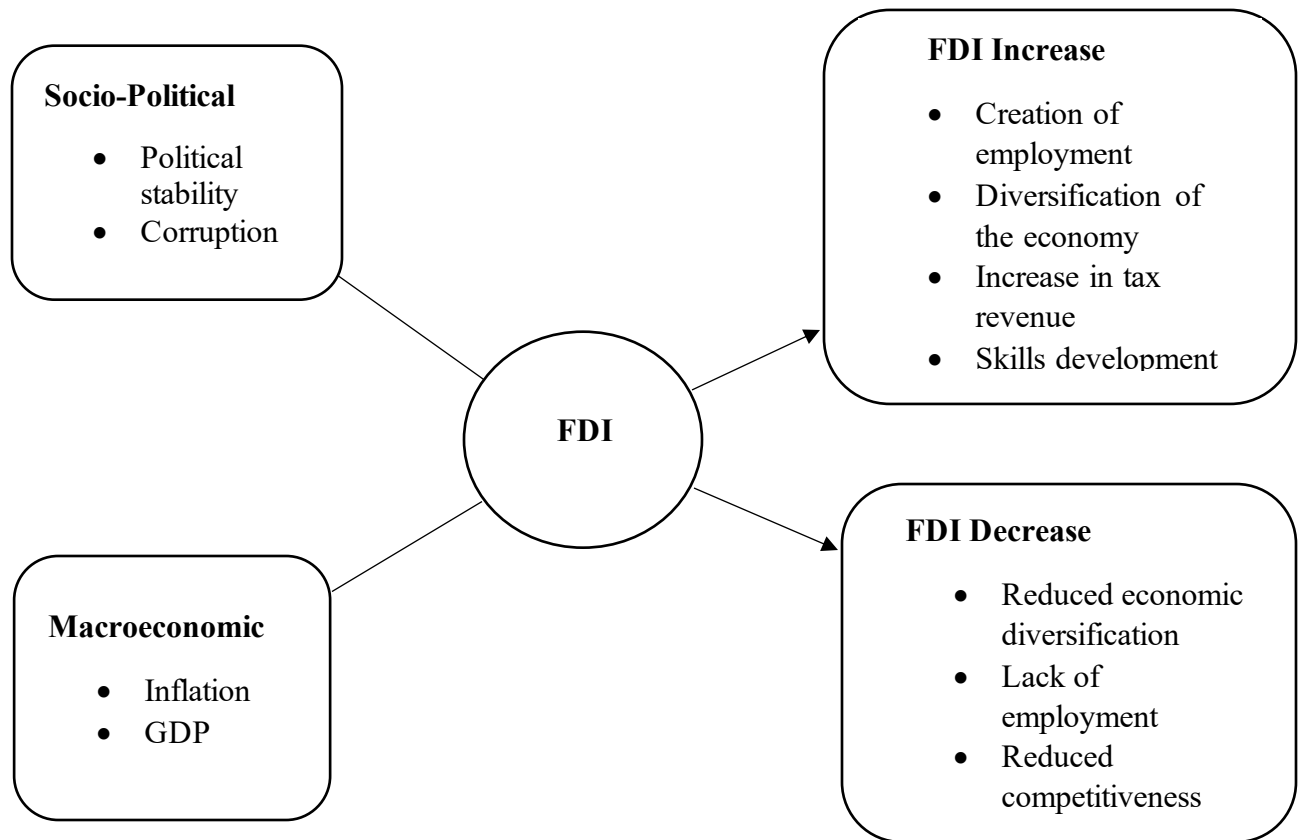 Socio-Political
• Political
stability
• Corruption
FDI Increase
• Creation of
employment
• Diversification of
the economy
• Increase in tax
revenue
• Skills development
FDI
Macroeconomic
• Inflation
• GDP
FDI Decrease
• Reduced economic
diversification
• Lack of
employment
• Reduced
competitiveness